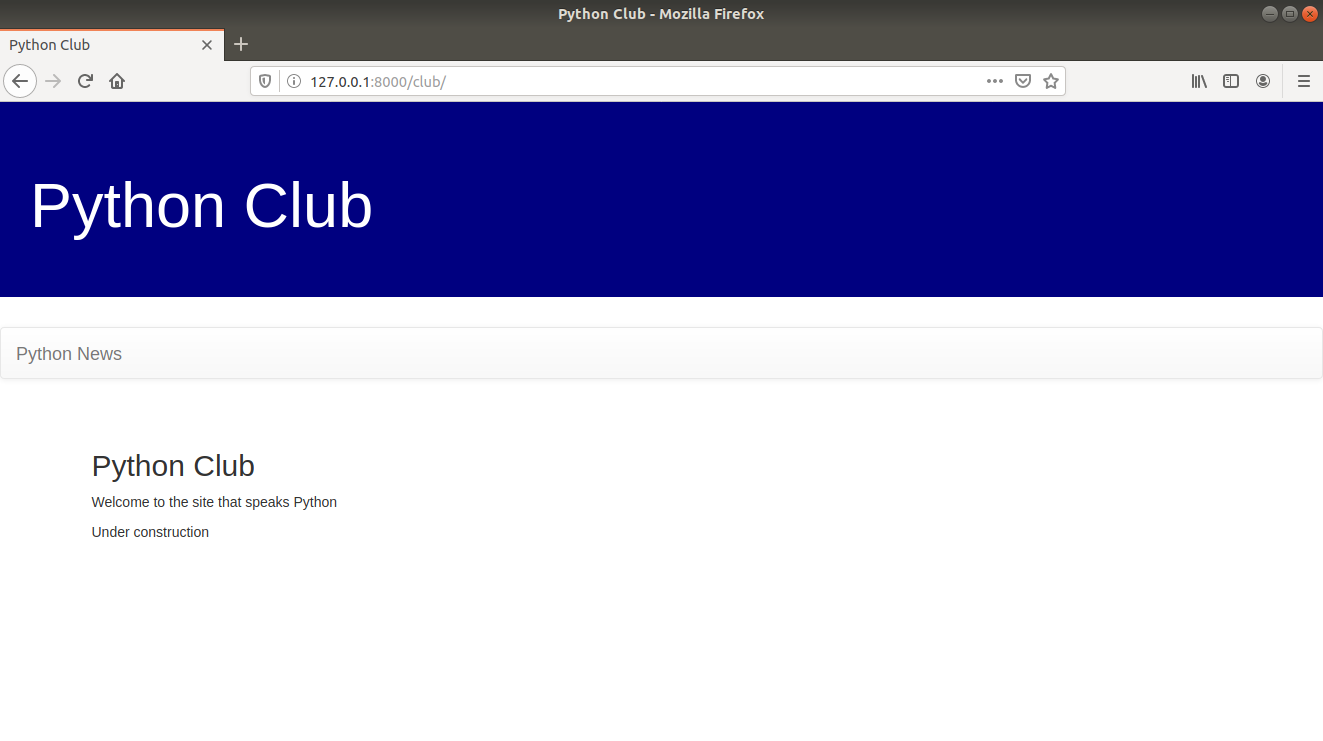 Python Club - Mozilla Firefox
Python Club
127.0.0.1:8000/club/
Python Club
Python News
Python Club
Welcome to the site that speaks Python
Under construction